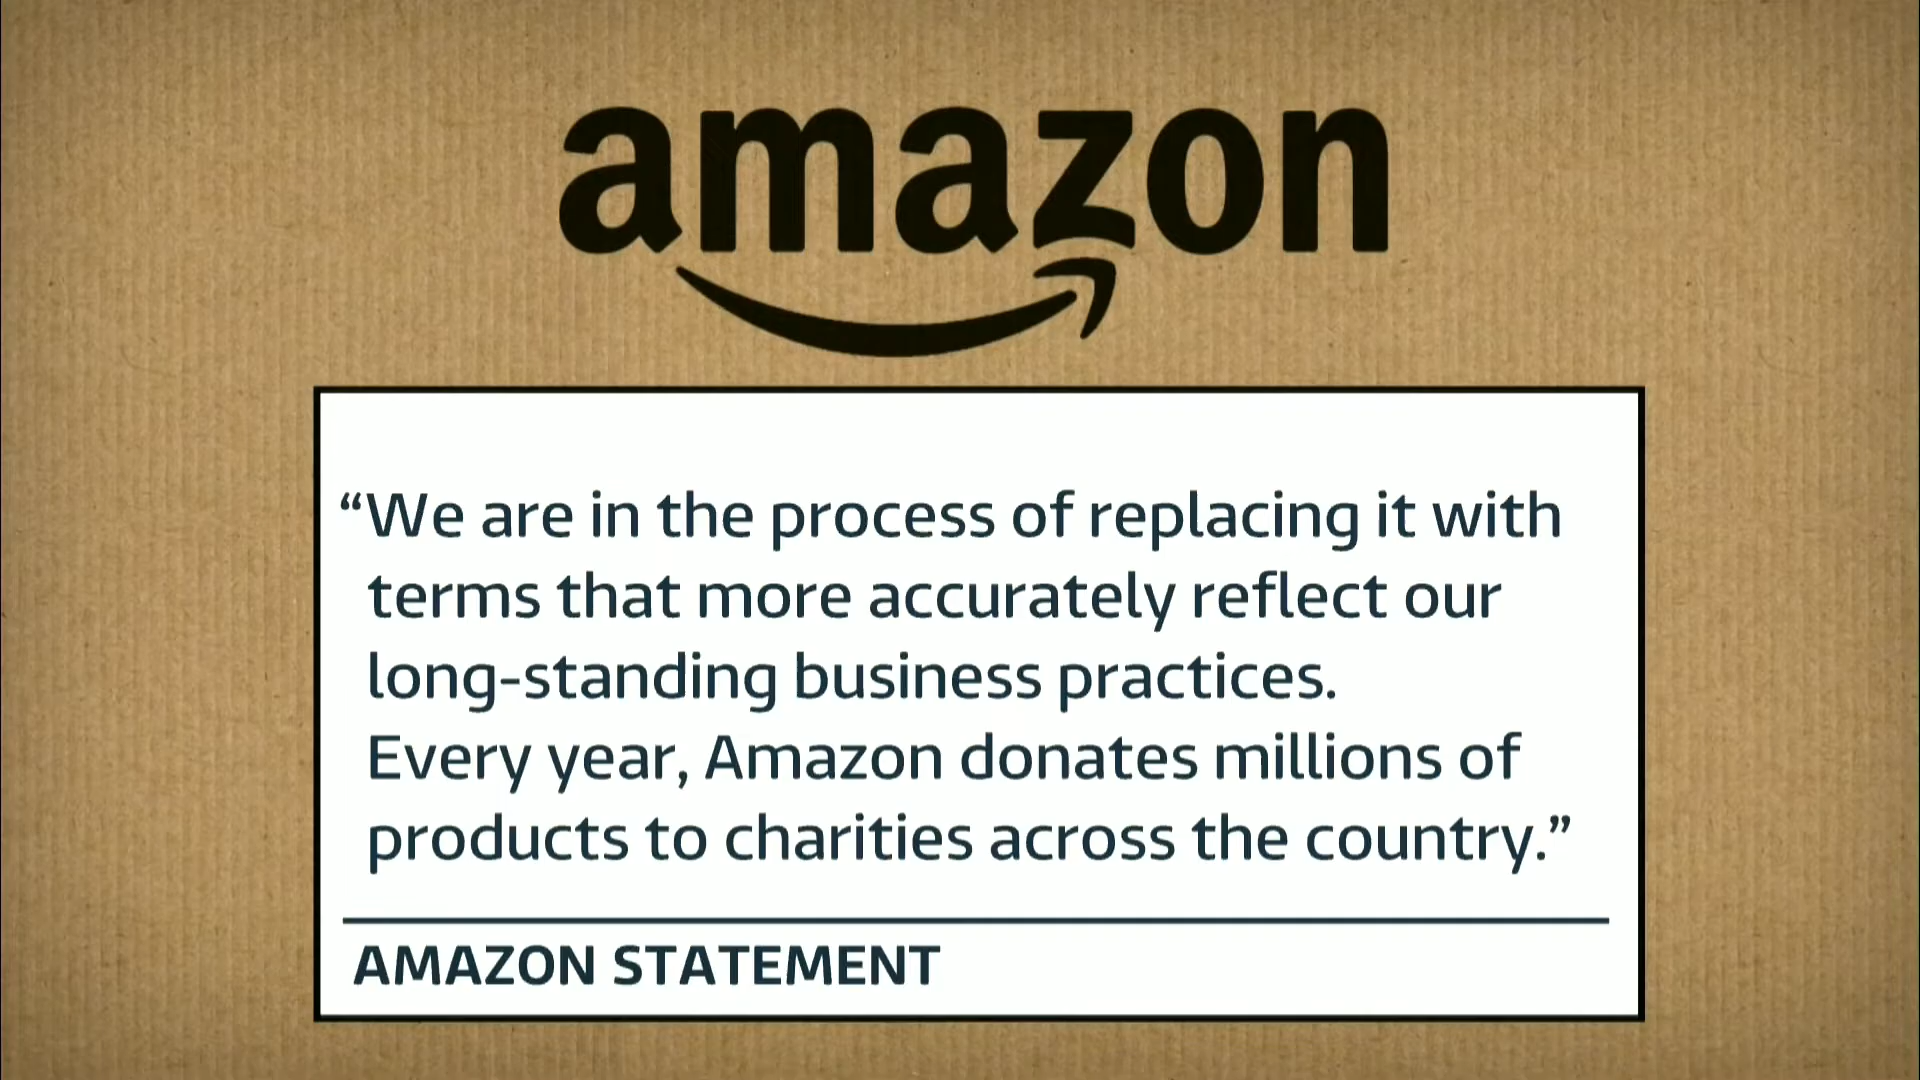 amazon
“We are in the process of replacing it with
terms that more accurately reflect our
long-standing business practices.
Every year, Amazon donates millions of
products to charities across the country.”
AMAZON STATEMENT